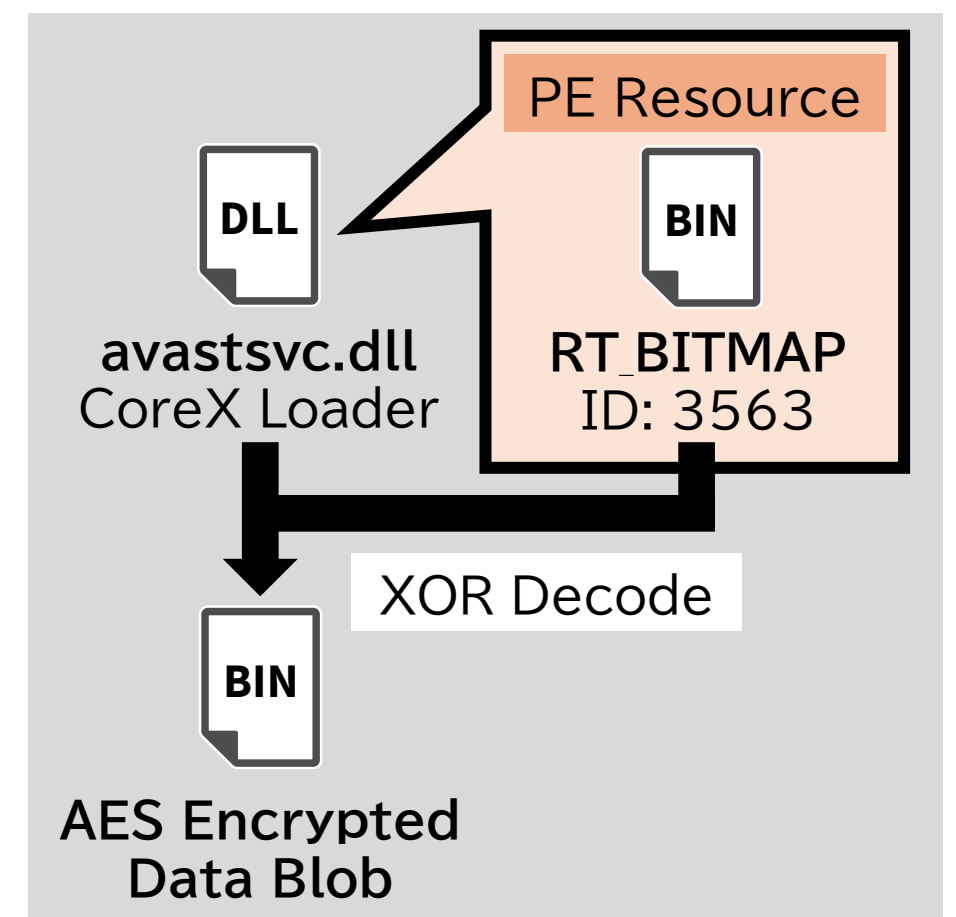 PE Resource
DLL
BIN
avastsvc.dll
CoreX Loader
RT_BITMAP
ID: 3563
XOR Decode
BIN
AES Encrypted
Data Blob